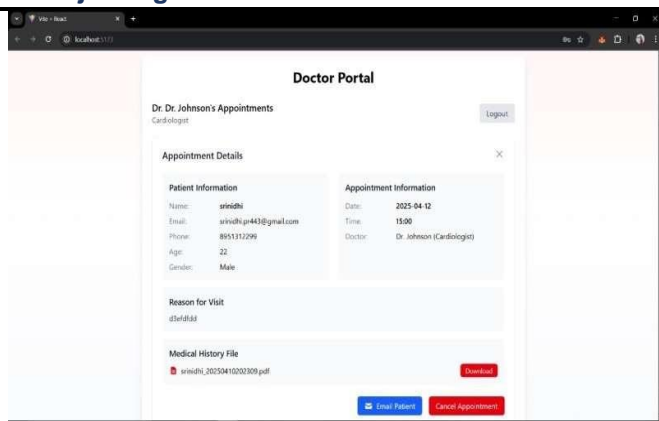 Vite + React
localhost:5173
Doctor Portal
Dr. Dr. Johnson's Appointments
Cardiologist
Logout
Appointment Details
Patient Information
Name: srinidhi
Email: srinidhi.pr443@gmail.com
Phone: 8951312299
Age: 22
Gender: Male
Appointment Information
Date: 2025-04-12
Time: 15:00
Doctor: Dr. Johnson (Cardiologist)
Reason for Visit
d3efdfdd
Medical History File
srinidhi_20250410202309.pdf
Download
Email Patient
Cancel Appointment